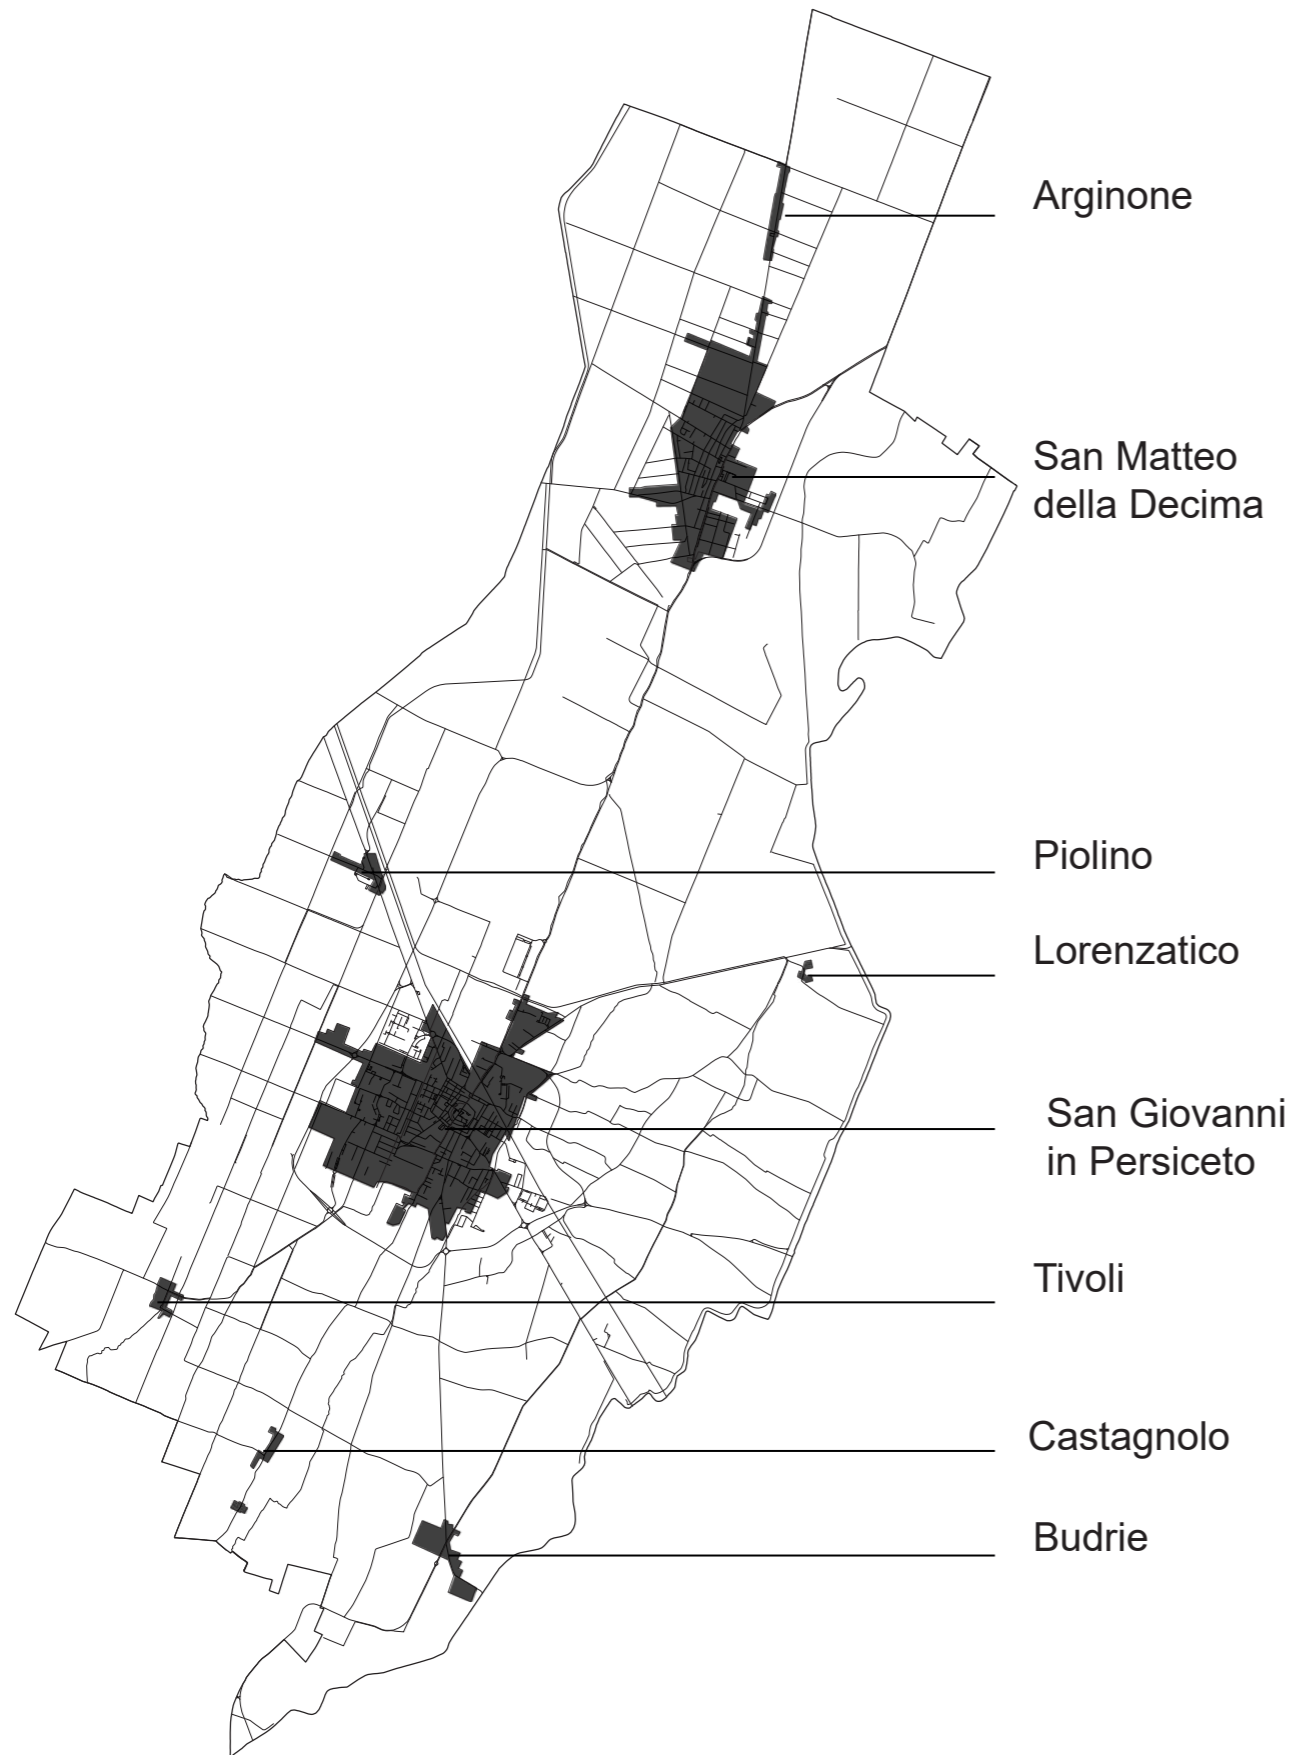 Arginone
San Matteo
della Decima
Piolino
Lorenzatico
San Giovanni
in Persiceto
Tivoli
Castagnolo
Budrie